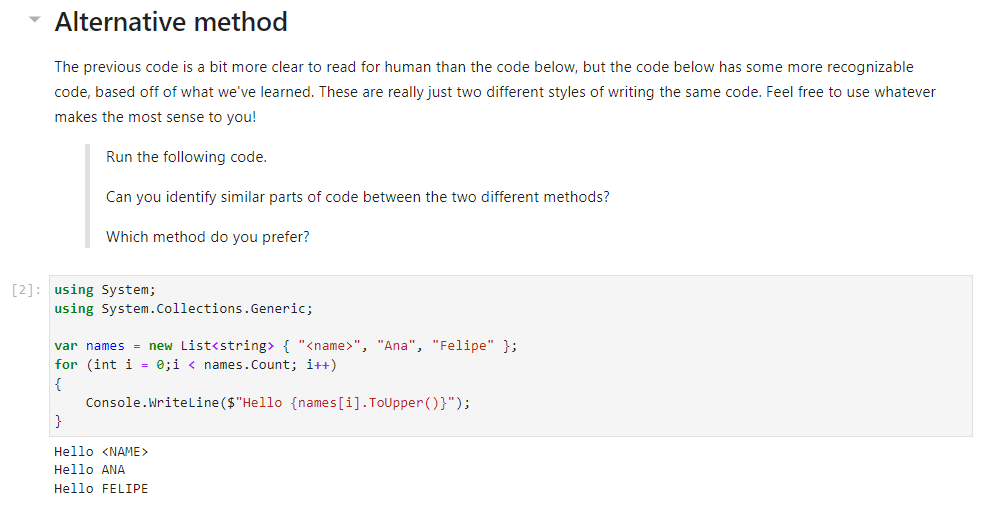 Alternative method
The previous code is a bit more clear to read for human than the code below, but the code below has some more recognizable
code, based off of what we've learned. These are really just two different styles of writing the same code. Feel free to use whatever
makes the most sense to you!
Run the following code.
Can you identify similar parts of code between the two different methods?
Which method do you prefer?
[2]: using System;
using System.Collections.Generic;
var names = new List<string> { "<name>", "Ana", "Felipe" };
for (int i = 0;i < names.Count; i++)
{
    Console.WriteLine($"Hello {names[i].ToUpper()}");
}
Hello <NAME>
Hello ANA
Hello FELIPE